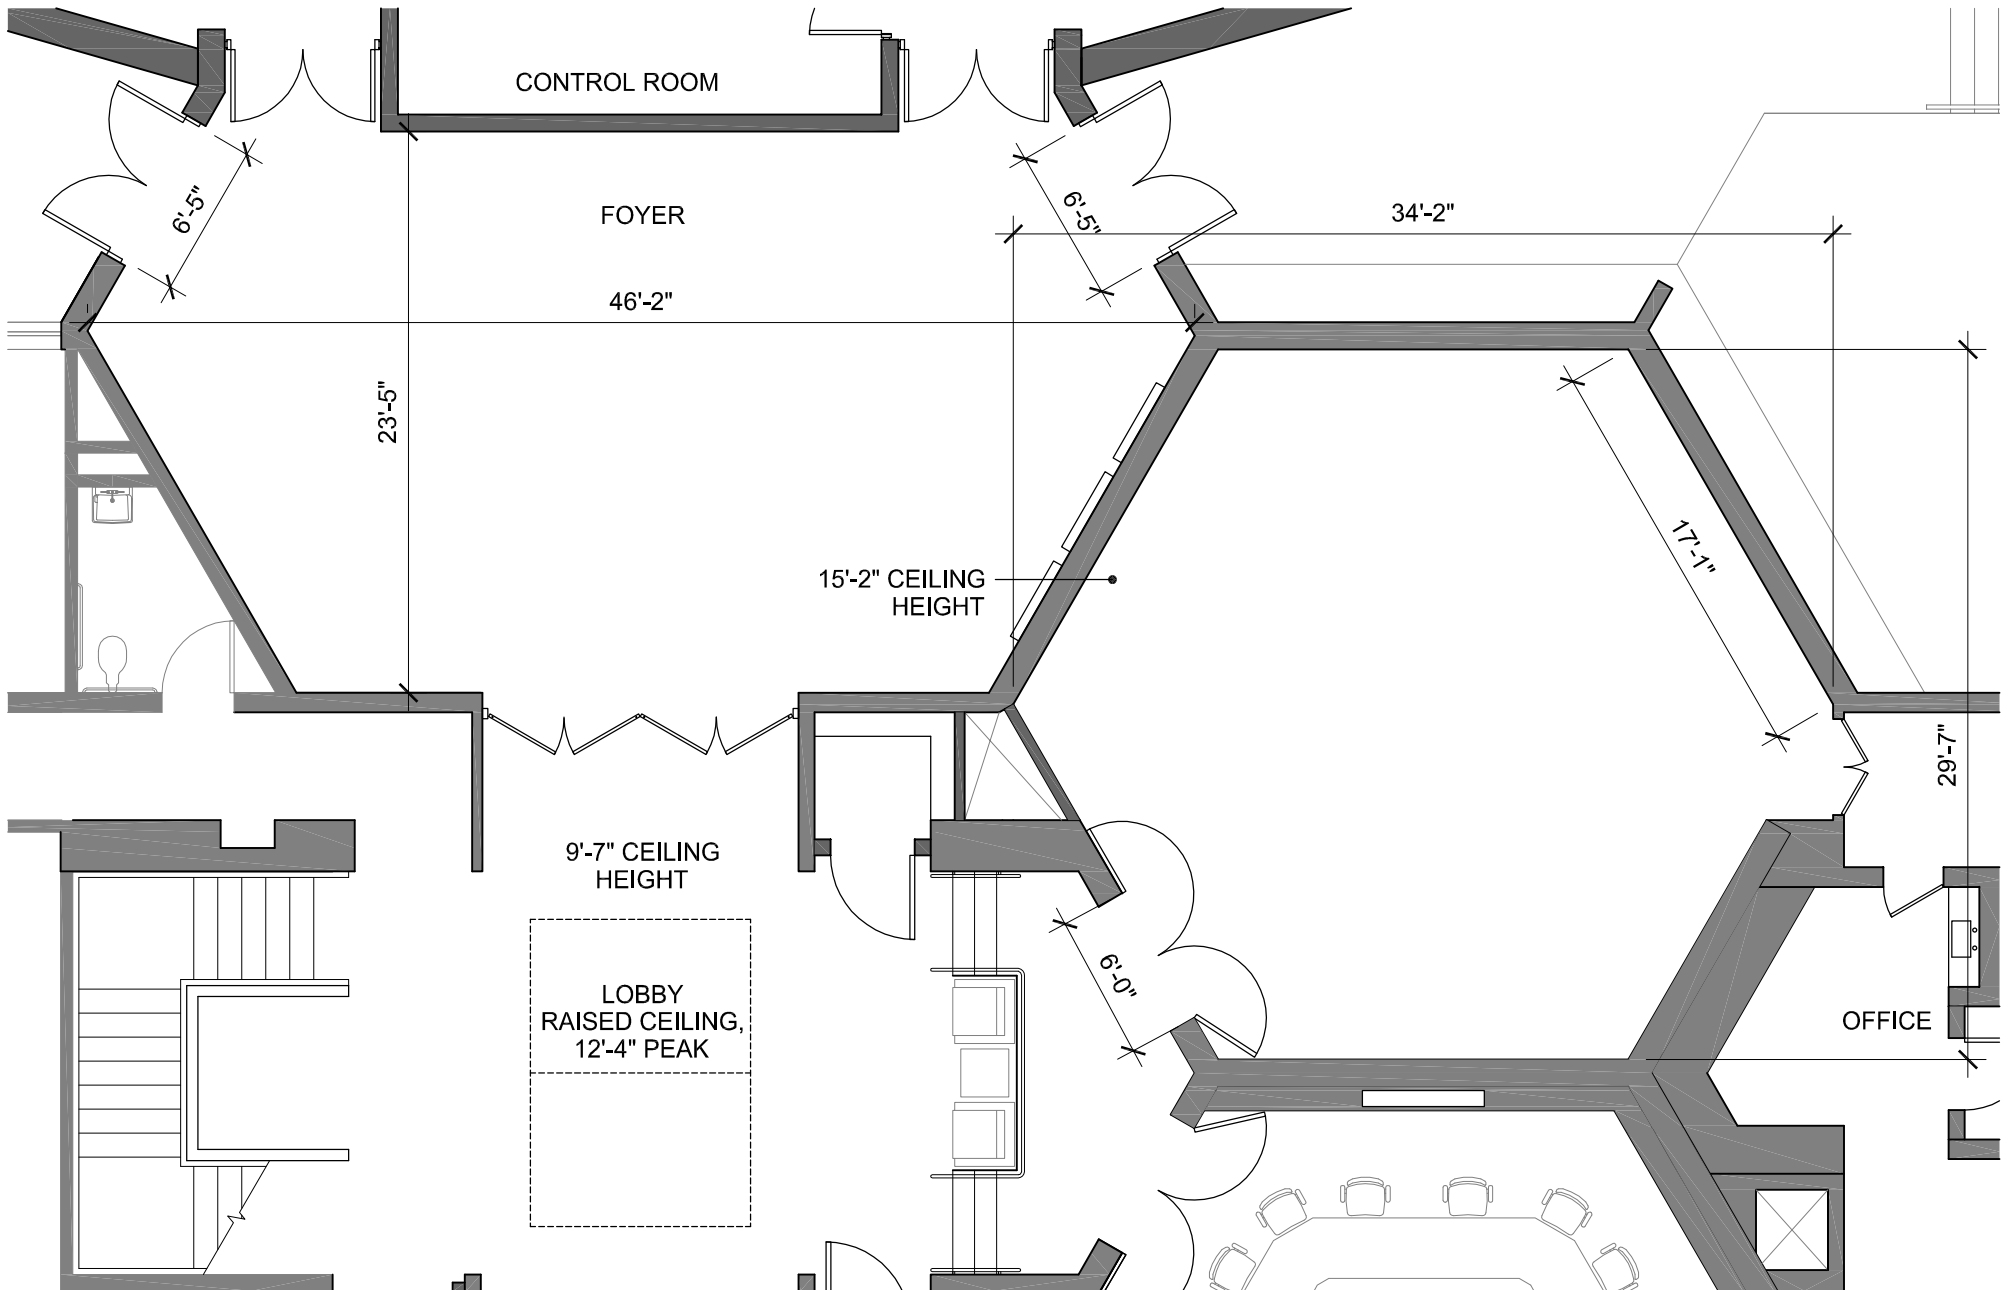 CONTROL ROOM
6'-5"
FOYER
6'-5"
34'-2"
46'-2"
23'-5"
17'-1"
15'-2" CEILING
HEIGHT
29'-7"
9'-7" CEILING
HEIGHT
6'-0"
LOBBY
RAISED CEILING,
12'-4" PEAK
OFFICE